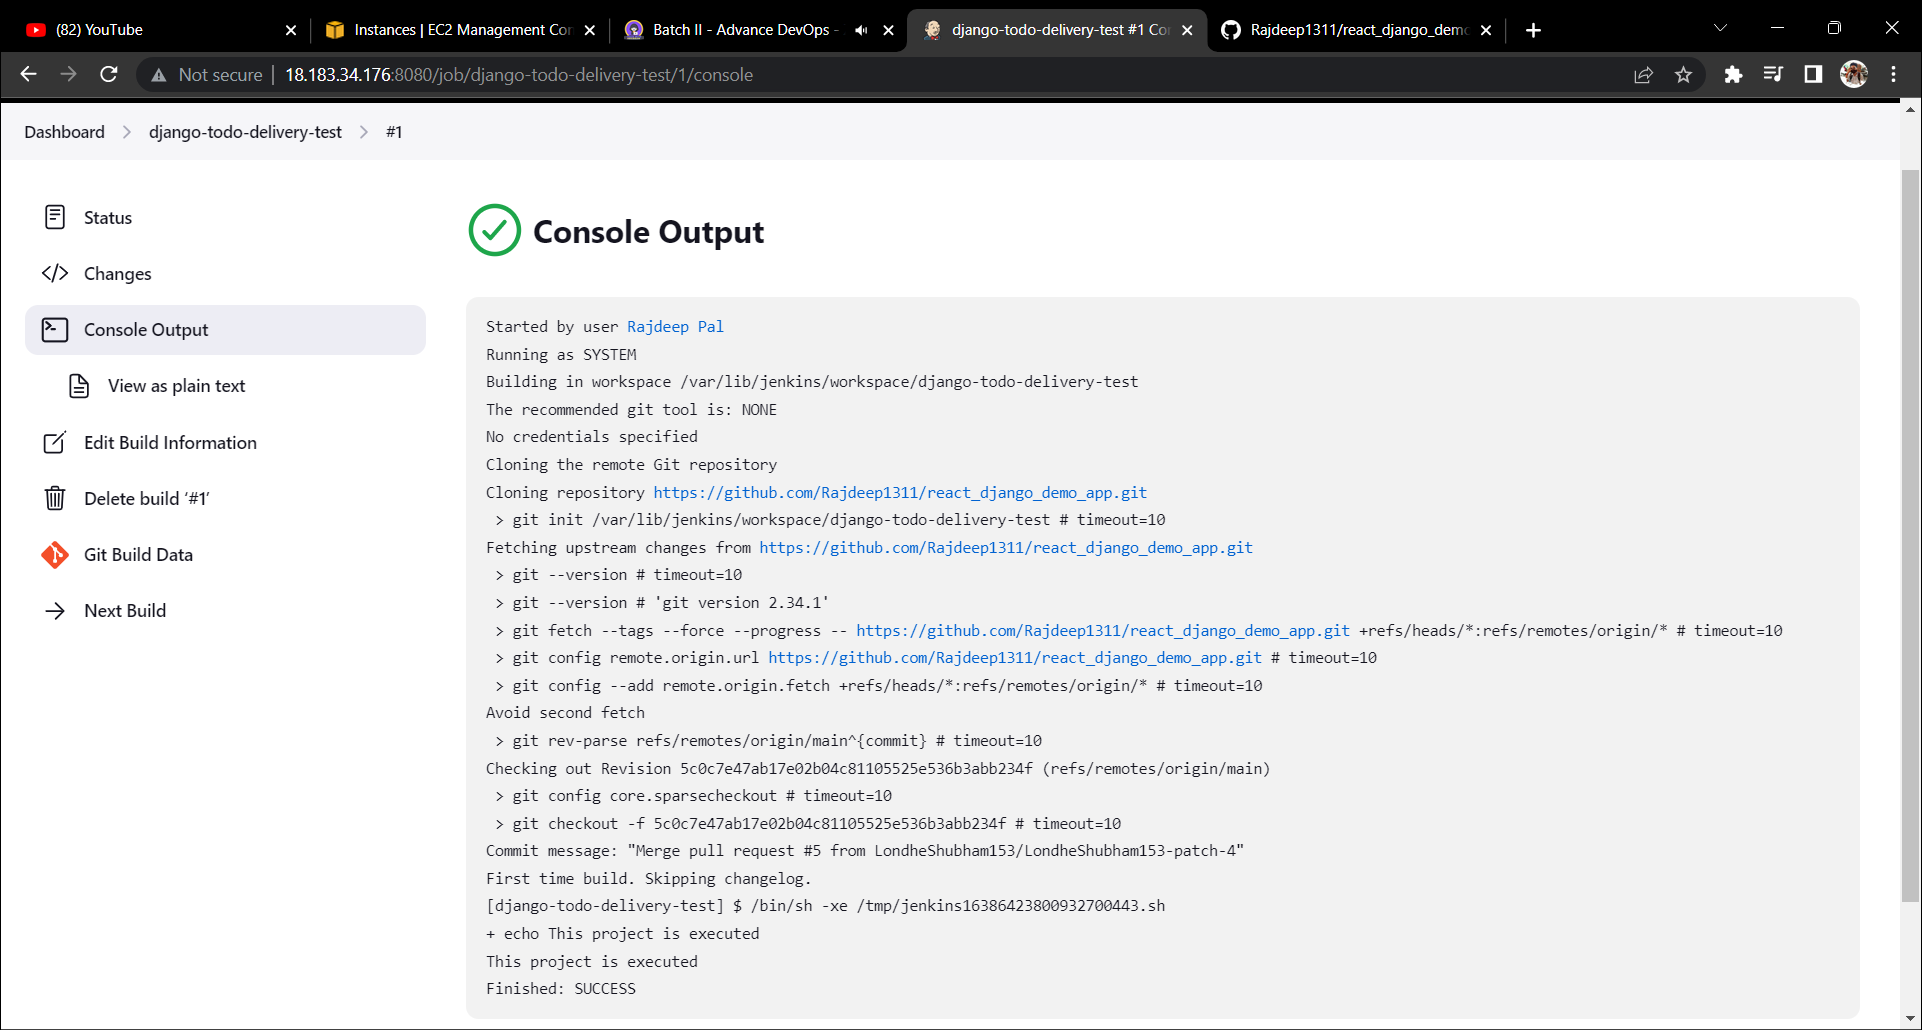 (82) YouTube
Instances | EC2 Management Con
Batch II - Advance DevOps -
django-todo-delivery-test #1 Con
Rajdeep1311/react_django_demo
Not secure | 18.183.34.176:8080/job/django-todo-delivery-test/1/console
Dashboard > django-todo-delivery-test > #1
Status
Changes
Console Output
View as plain text
Edit Build Information
Delete build ‘#1’
Git Build Data
Next Build
Console Output
Started by user Rajdeep Pal
Running as SYSTEM
Building in workspace /var/lib/jenkins/workspace/django-todo-delivery-test
The recommended git tool is: NONE
No credentials specified
Cloning the remote Git repository
Cloning repository https://github.com/Rajdeep1311/react_django_demo_app.git
> git init /var/lib/jenkins/workspace/django-todo-delivery-test # timeout=10
Fetching upstream changes from https://github.com/Rajdeep1311/react_django_demo_app.git
> git --version # timeout=10
> git --version # 'git version 2.34.1'
> git fetch --tags --force --progress -- https://github.com/Rajdeep1311/react_django_demo_app.git +refs/heads/*:refs/remotes/origin/* # timeout=10
> git config remote.origin.url https://github.com/Rajdeep1311/react_django_demo_app.git # timeout=10
> git config --add remote.origin.fetch +refs/heads/*:refs/remotes/origin/* # timeout=10
Avoid second fetch
> git rev-parse refs/remotes/origin/main^{commit} # timeout=10
Checking out Revision 5c0c7e47ab17e02b04c81105525e536b3abb234f (refs/remotes/origin/main)
> git config core.sparsecheckout # timeout=10
> git checkout -f 5c0c7e47ab17e02b04c81105525e536b3abb234f # timeout=10
Commit message: "Merge pull request #5 from LondheShubham153/LondheShubham153-patch-4"
First time build. Skipping changelog.
[django-todo-delivery-test] $ /bin/sh -xe /tmp/jenkins16386423800932700443.sh
+ echo This project is executed
This project is executed
Finished: SUCCESS